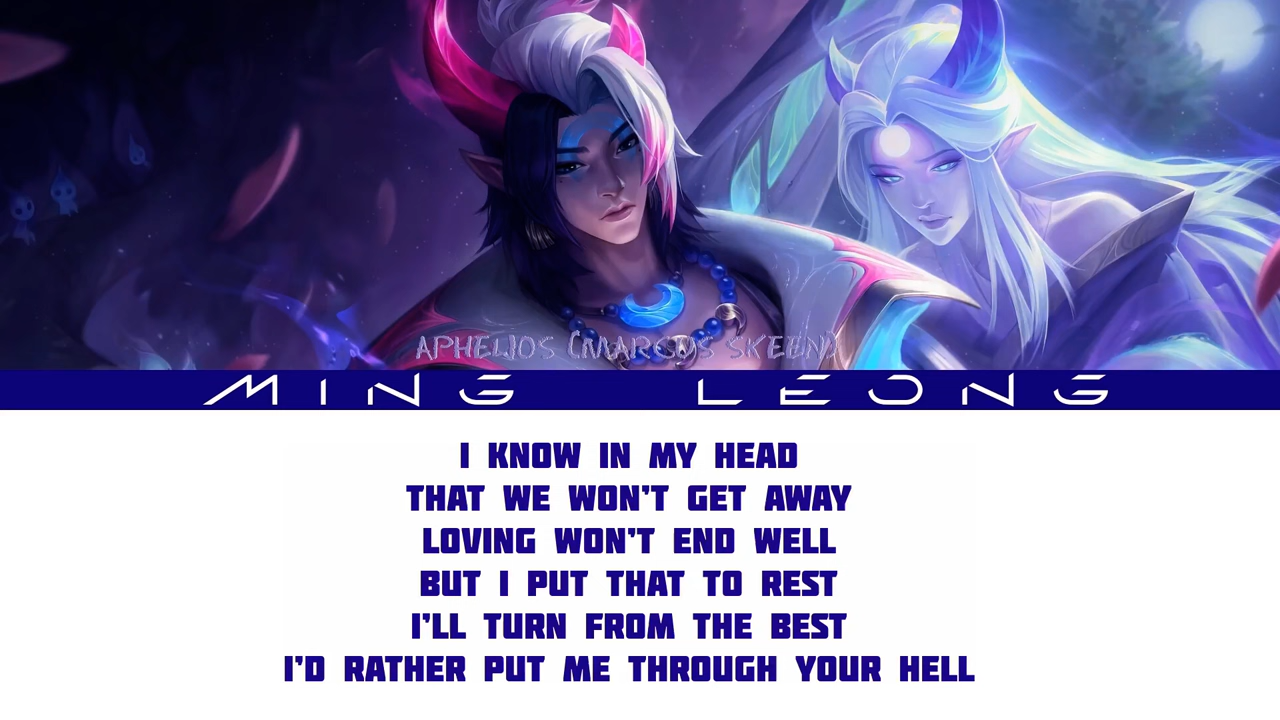 APHELIOS (MARCUS SKEEN)
MING LEONG
I KNOW IN MY HEAD
THAT WE WON'T GET AWAY
LOVING WON'T END WELL
BUT I PUT THAT TO REST
I'LL TURN FROM THE BEST
I'D RATHER PUT ME THROUGH YOUR HELL